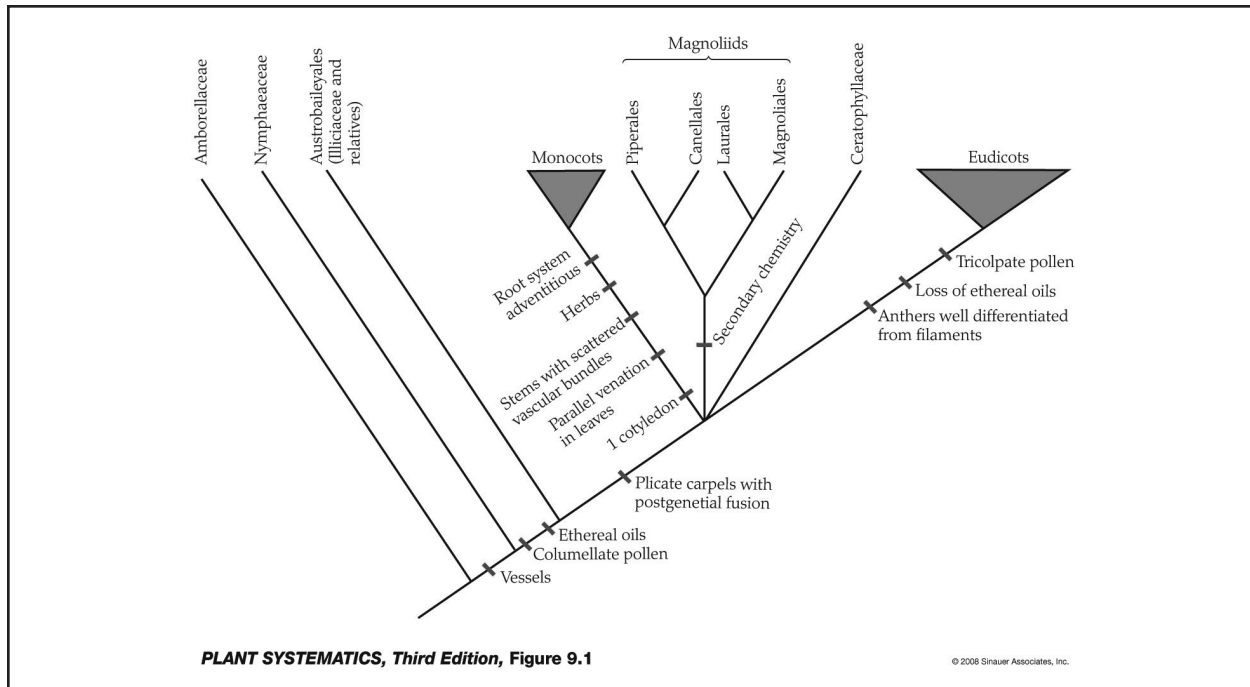 Magnoliids
Amborellaceae
Nymphaeaceae
Austrobaileyales
(Illiciaceae and
relatives)
Monocots
Piperales
Canellales
Laurales
Magnoliales
Ceratophyllaceae
Eudicots
Root system
adventitious
Herbs
Stems with scattered
vascular bundles
Parallel venation
in leaves
1 cotyledon
Secondary chemistry
Tricolpate pollen
Loss of ethereal oils
Anthers well differentiated
from filaments
Plicate carpels with
postgenetial fusion
Ethereal oils
Columellate pollen
Vessels
PLANT SYSTEMATICS, Third Edition, Figure 9.1
© 2008 Sinauer Associates, Inc.